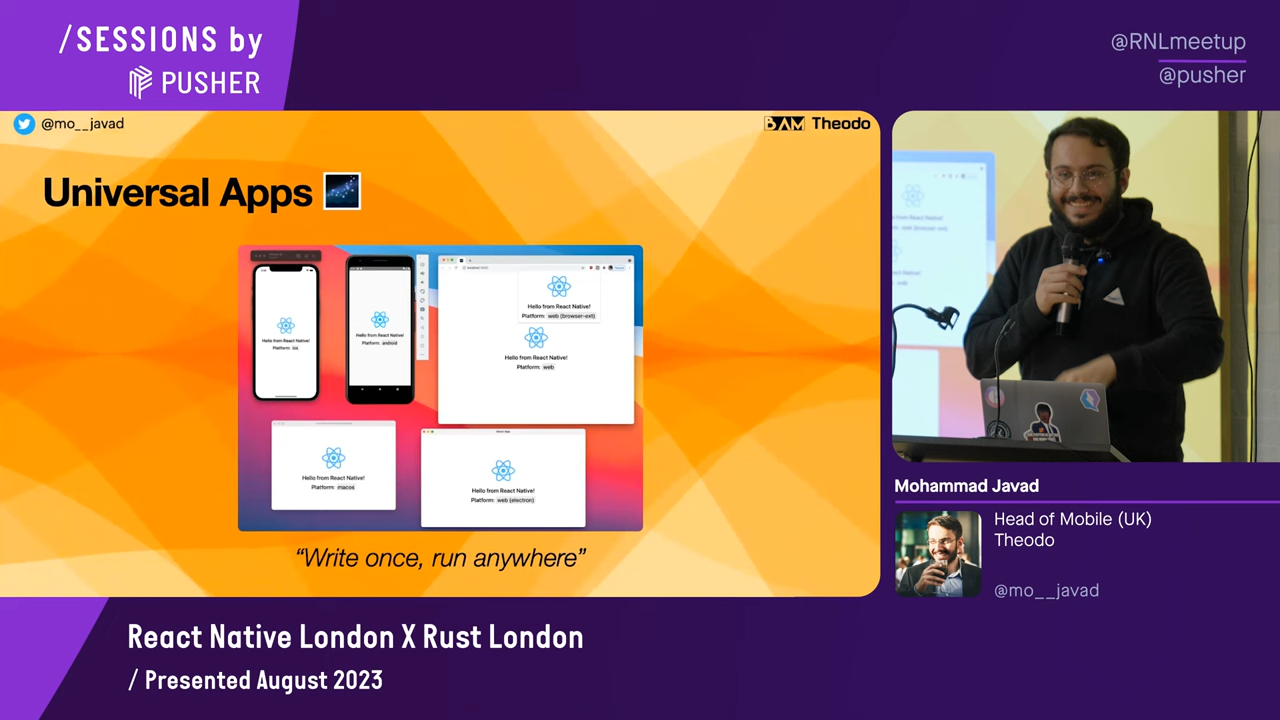 /SESSIONS by
PUSHER
@RNLmeetup
@pusher
@mo__javad
BAM Theodo
Universal Apps
Hello from React Native!
Platform: ios
Hello from React Native!
Platform: android
Hello from React Native!
Platform: web (browser-ext)
Hello from React Native!
Platform: web
Hello from React Native!
Platform: macos
Hello from React Native!
Platform: web (electron)
“Write once, run anywhere”
Mohammad Javad
Head of Mobile (UK)
Theodo
@mo__javad
React Native London X Rust London
/ Presented August 2023